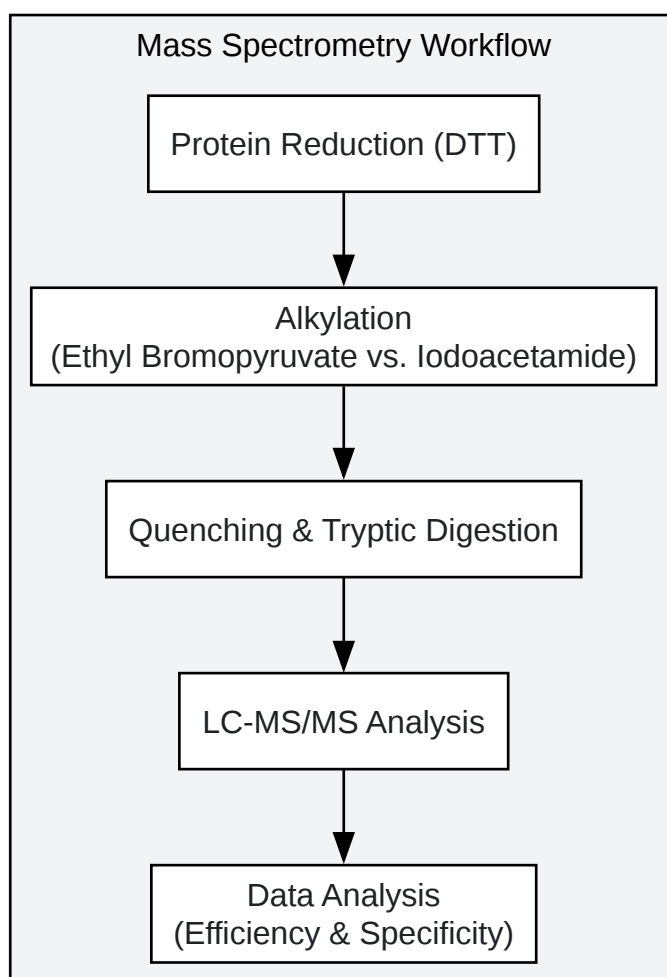 Mass Spectrometry Workflow
Protein Reduction (DTT)
Alkylation
(Ethyl Bromopyruvate vs. Iodoacetamide)
Quenching & Tryptic Digestion
LC-MS/MS Analysis
Data Analysis
(Efficiency & Specificity)